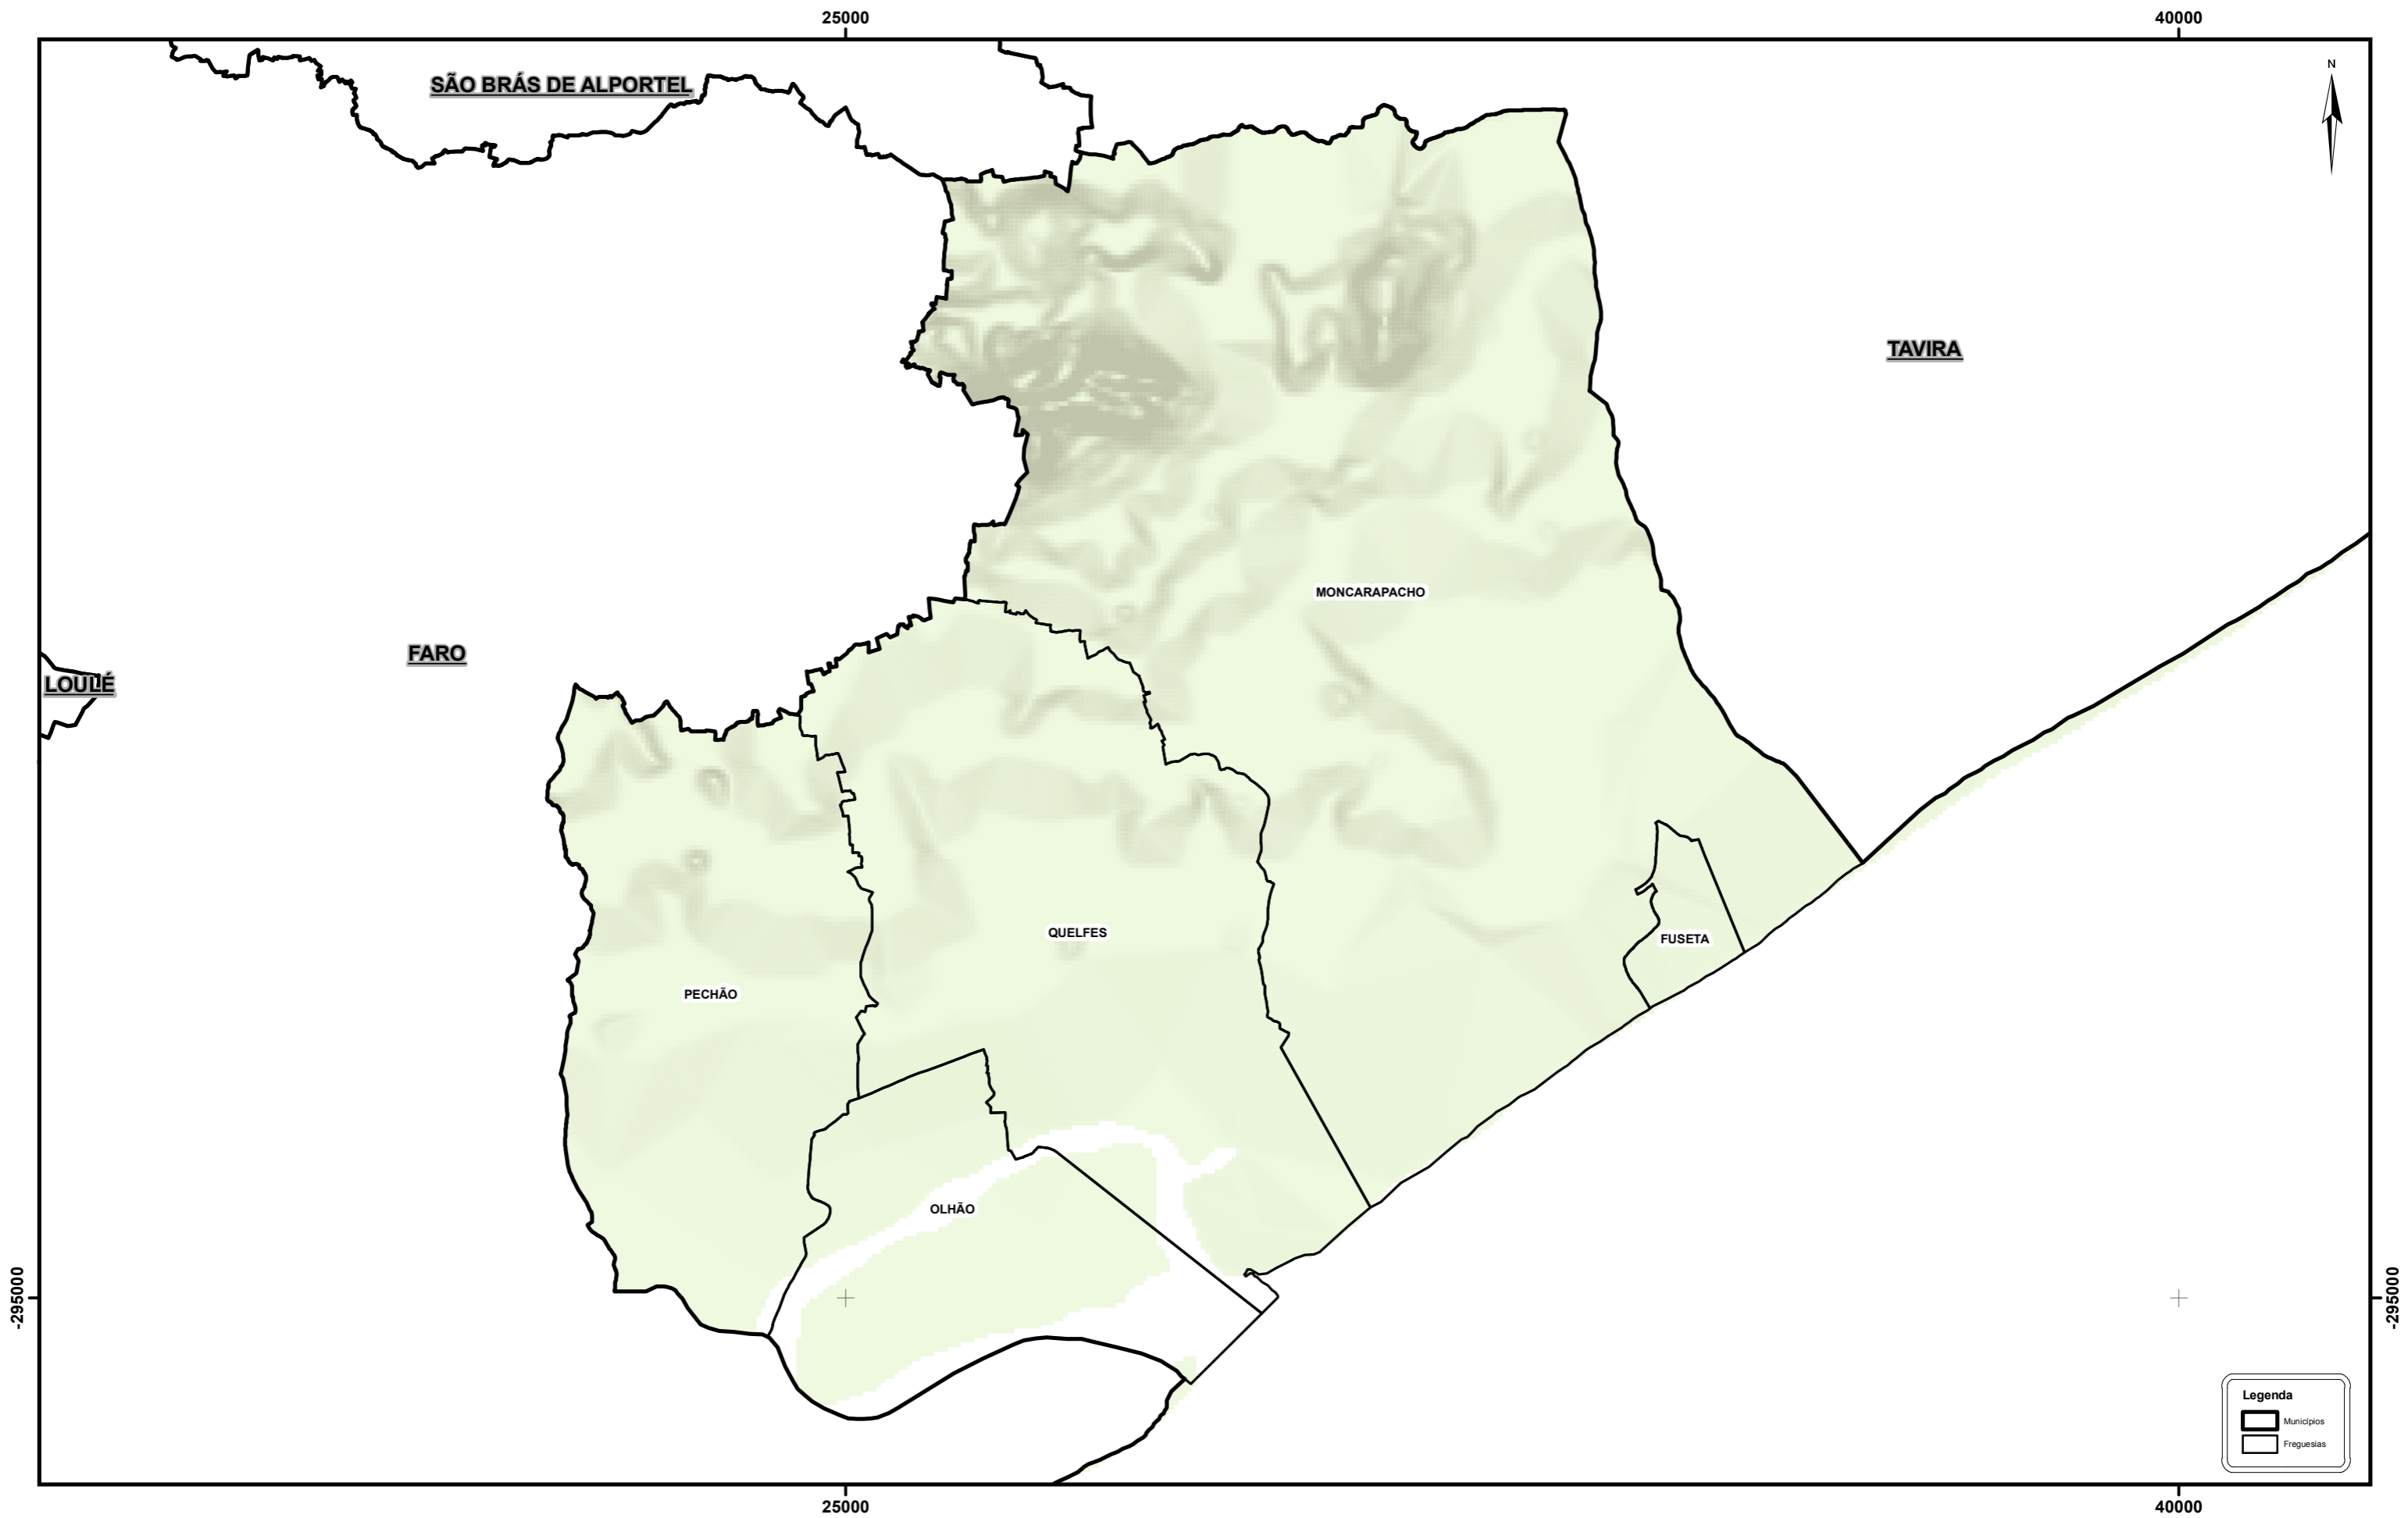 25000
40000
SÃO BRÁS DE ALPORTEL
N
TAVIRA
MONCARAPACHO
FARO
LOULÉ
QUELFES
FUSETA
PECHÃO
OLHÃO
-295000
-295000
Legenda
Municípios
Freguesias
25000
40000